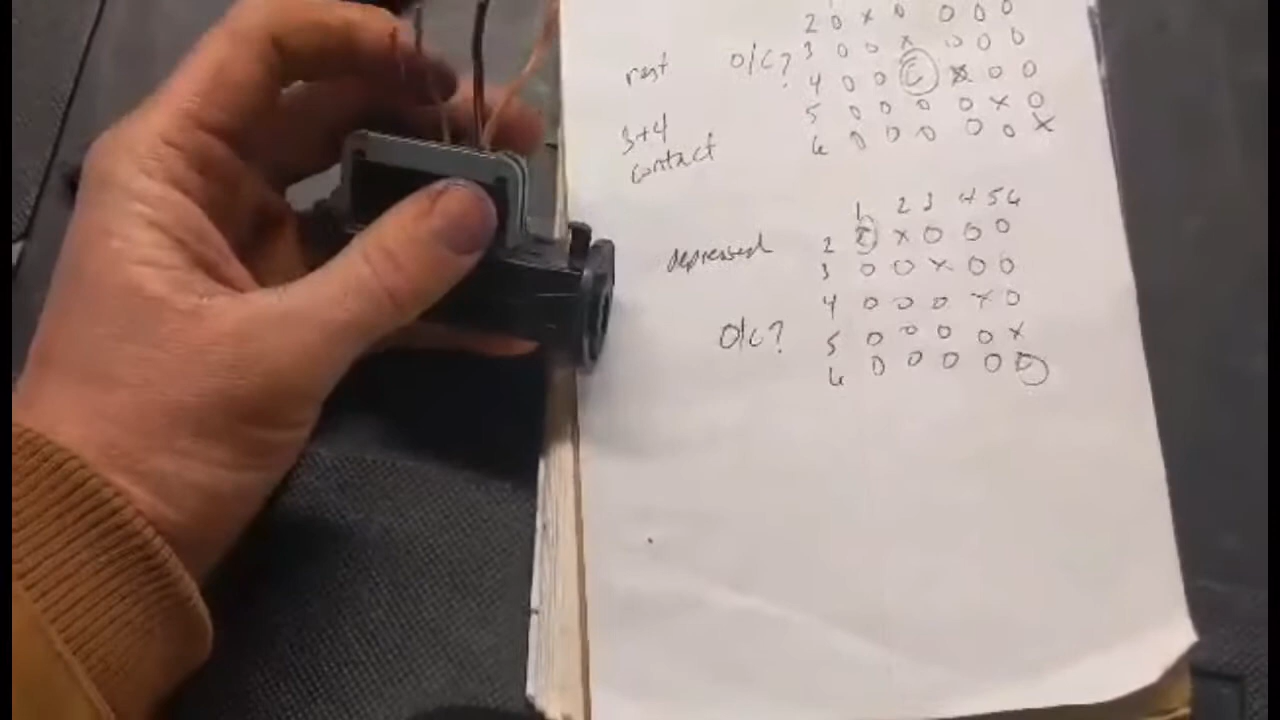 2 0 x 0 0 0 0
rest O/C? 3 0 0 x 0 0 0
4 0 0 C x 0 0
3+4 5 0 0 0 0 x 0
contact 6 0 0 0 0 0 x
1 2 3 4 5 6
depressed 2 C x 0 0 0
3 0 0 x 0 0
4 0 0 0 x 0
O/C? 5 0 0 0 0 x
6 0 0 0 0 0